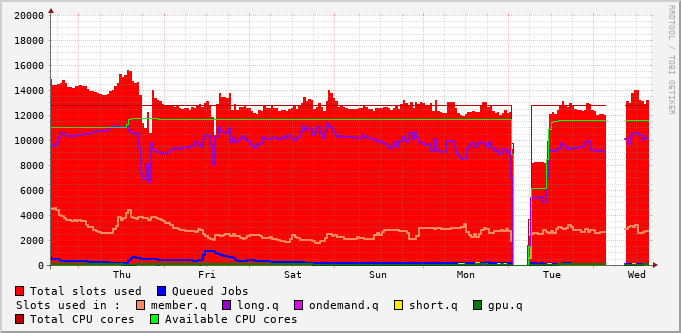 20000
18000
16000
14000
12000
10000
8000
6000
4000
2000
0
Thu Fri Sat Sun Mon Tue Wed
RRDTOOL / TOBI OETIKER
Total slots used Queued Jobs
Slots used in : member.q long.q ondemand.q short.q gpu.q
Total CPU cores Available CPU cores